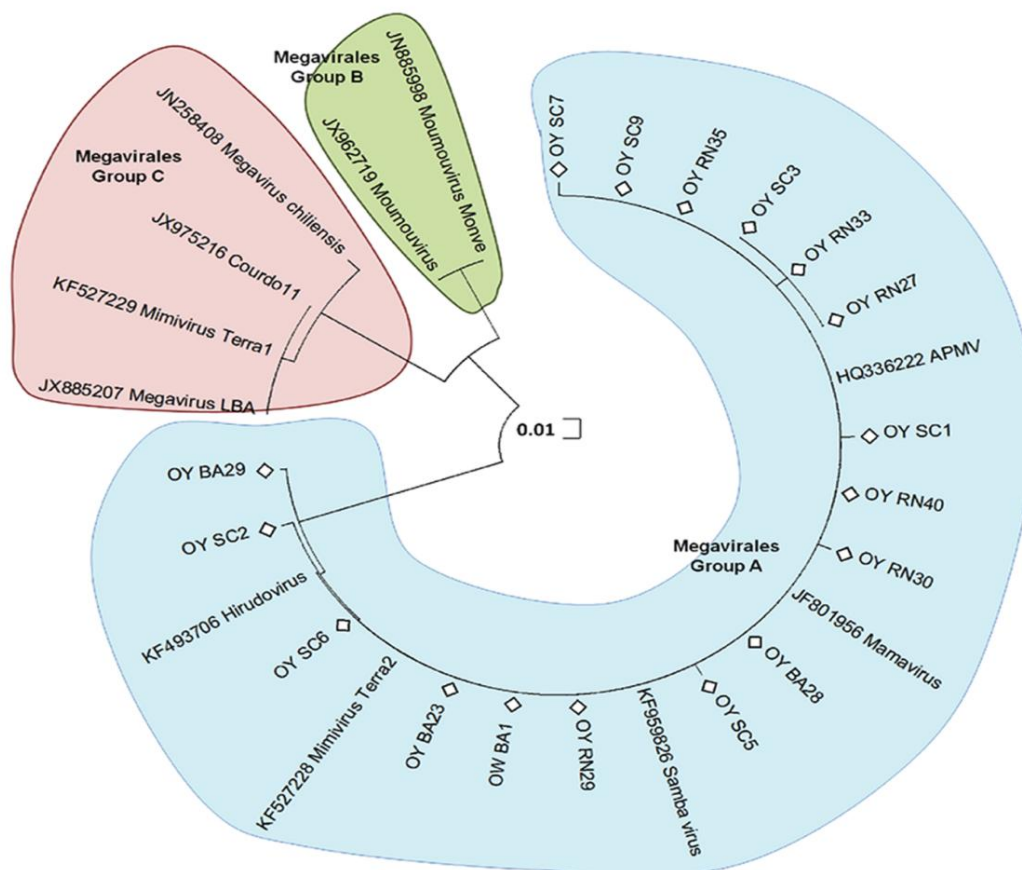 Megavirales
Group C
JN258408 Megavirus chiliensis
JX975216 Courdo11
KF527229 Mimivirus Terra1
JX885207 Megavirus LBA
Megavirales
Group B
JX962719 Moumouvirus
JN885998 Moumouvirus Monve
OY SC7
OY SC9
OY RN35
OY SC3
OY RN33
OY RN27
HQ336222 APMV
OY SC1
OY RN40
OY RN30
Megavirales
Group A
JF801956 Mamavirus
OY BA28
OY SC5
KF959826 Samba virus
OY RN29
OW BA1
OY BA23
KF527228 Mimivirus Terra2
OY SC6
KF493706 Hirudovirus
OY SC2
OY BA29
0.01